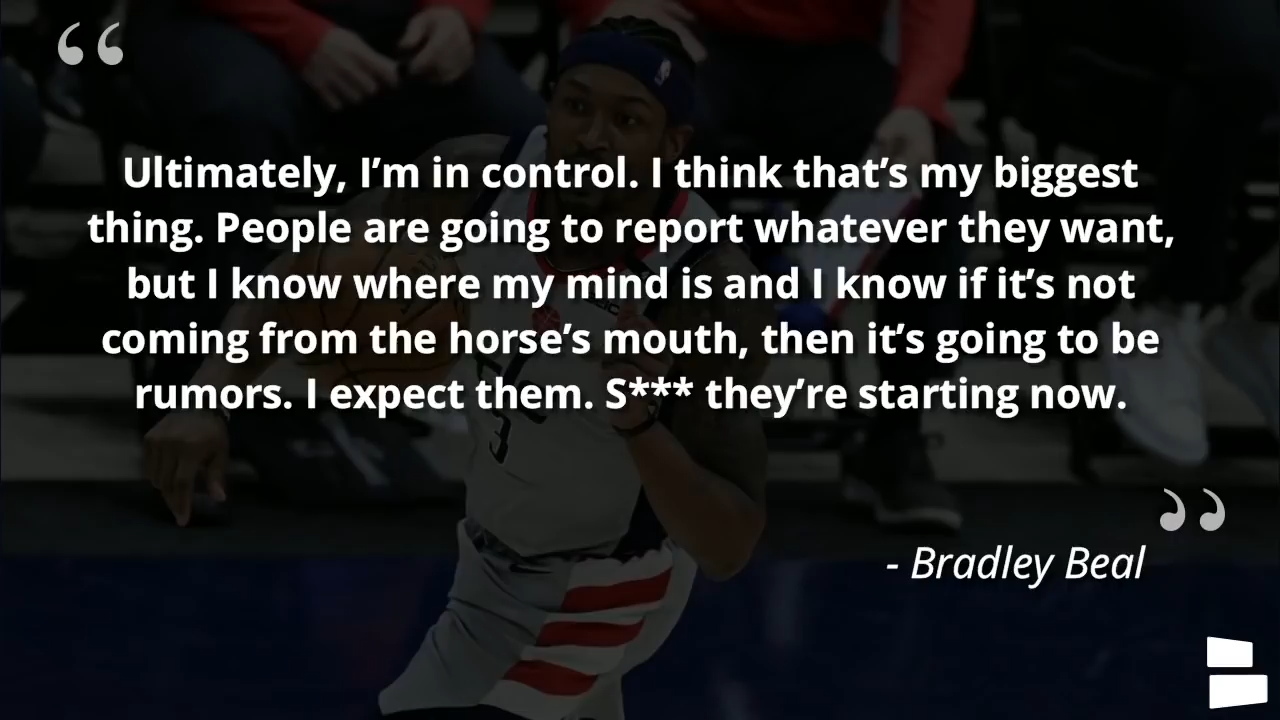 “
Ultimately, I’m in control. I think that’s my biggest
thing. People are going to report whatever they want,
but I know where my mind is and I know if it’s not
coming from the horse’s mouth, then it’s going to be
rumors. I expect them. S*** they’re starting now.
”
- Bradley Beal
3